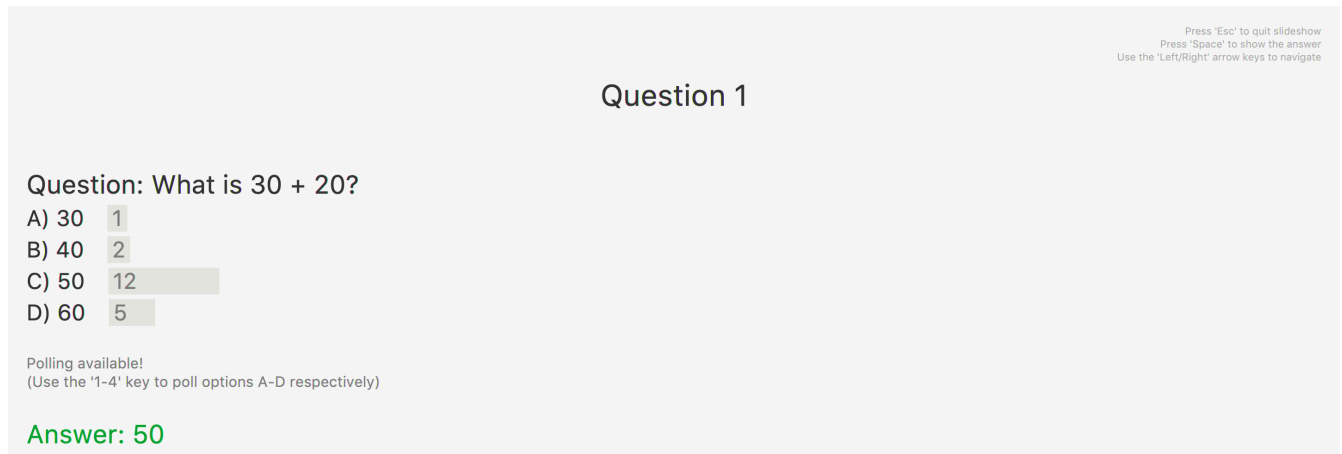 Press 'Esc' to quit slideshow
Press 'Space' to show the answer
Use the 'Left/Right' arrow keys to navigate
Question 1
Question: What is 30 + 20?
A) 30 1
B) 40 2
C) 50 12
D) 60 5
Polling available!
(Use the '1-4' key to poll options A-D respectively)
Answer: 50